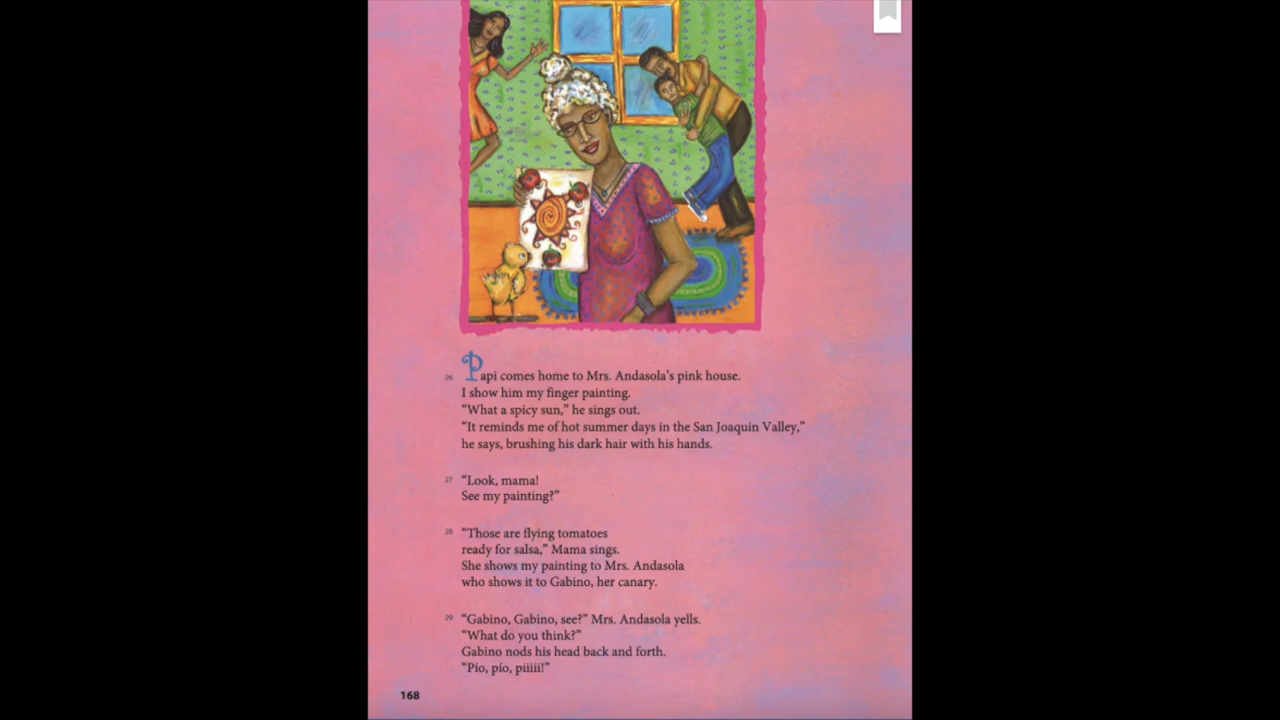 26 Papi comes home to Mrs. Andasola's pink house.
I show him my finger painting.
“What a spicy sun,” he sings out.
“It reminds me of hot summer days in the San Joaquin Valley,”
he says, brushing his dark hair with his hands.
27 “Look, mama!
See my painting?”
28 “Those are flying tomatoes
ready for salsa,” Mama sings.
She shows my painting to Mrs. Andasola
who shows it to Gabino, her canary.
29 “Gabino, Gabino, see?” Mrs. Andasola yells.
“What do you think?”
Gabino nods his head back and forth.
“Pío, pío, piiiii!”
168